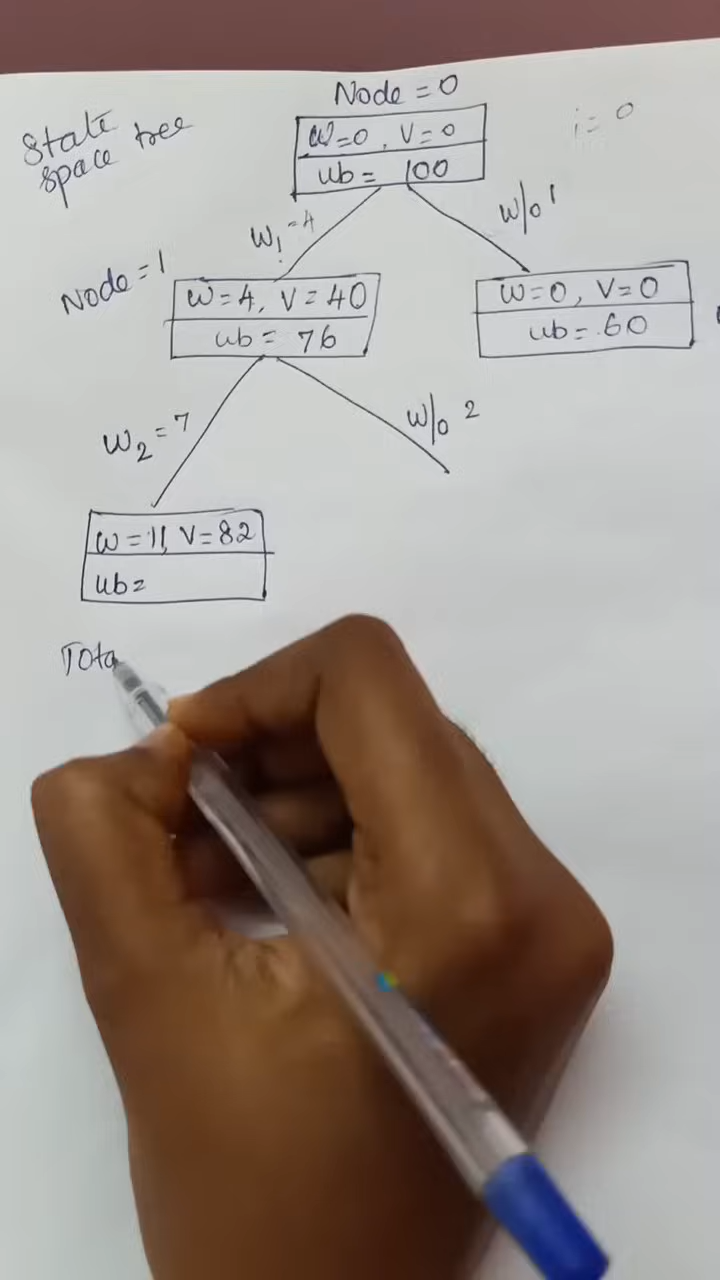 Node = 0
State
space tree
w=0, v=0
i= 0
ub= 100
w1=4
w/o 1
Node=1
w=4, v=40
w=0, v=0
ub= 76
ub=.60
w2=7
w/o 2
w=11, v=82
ub=
Tota